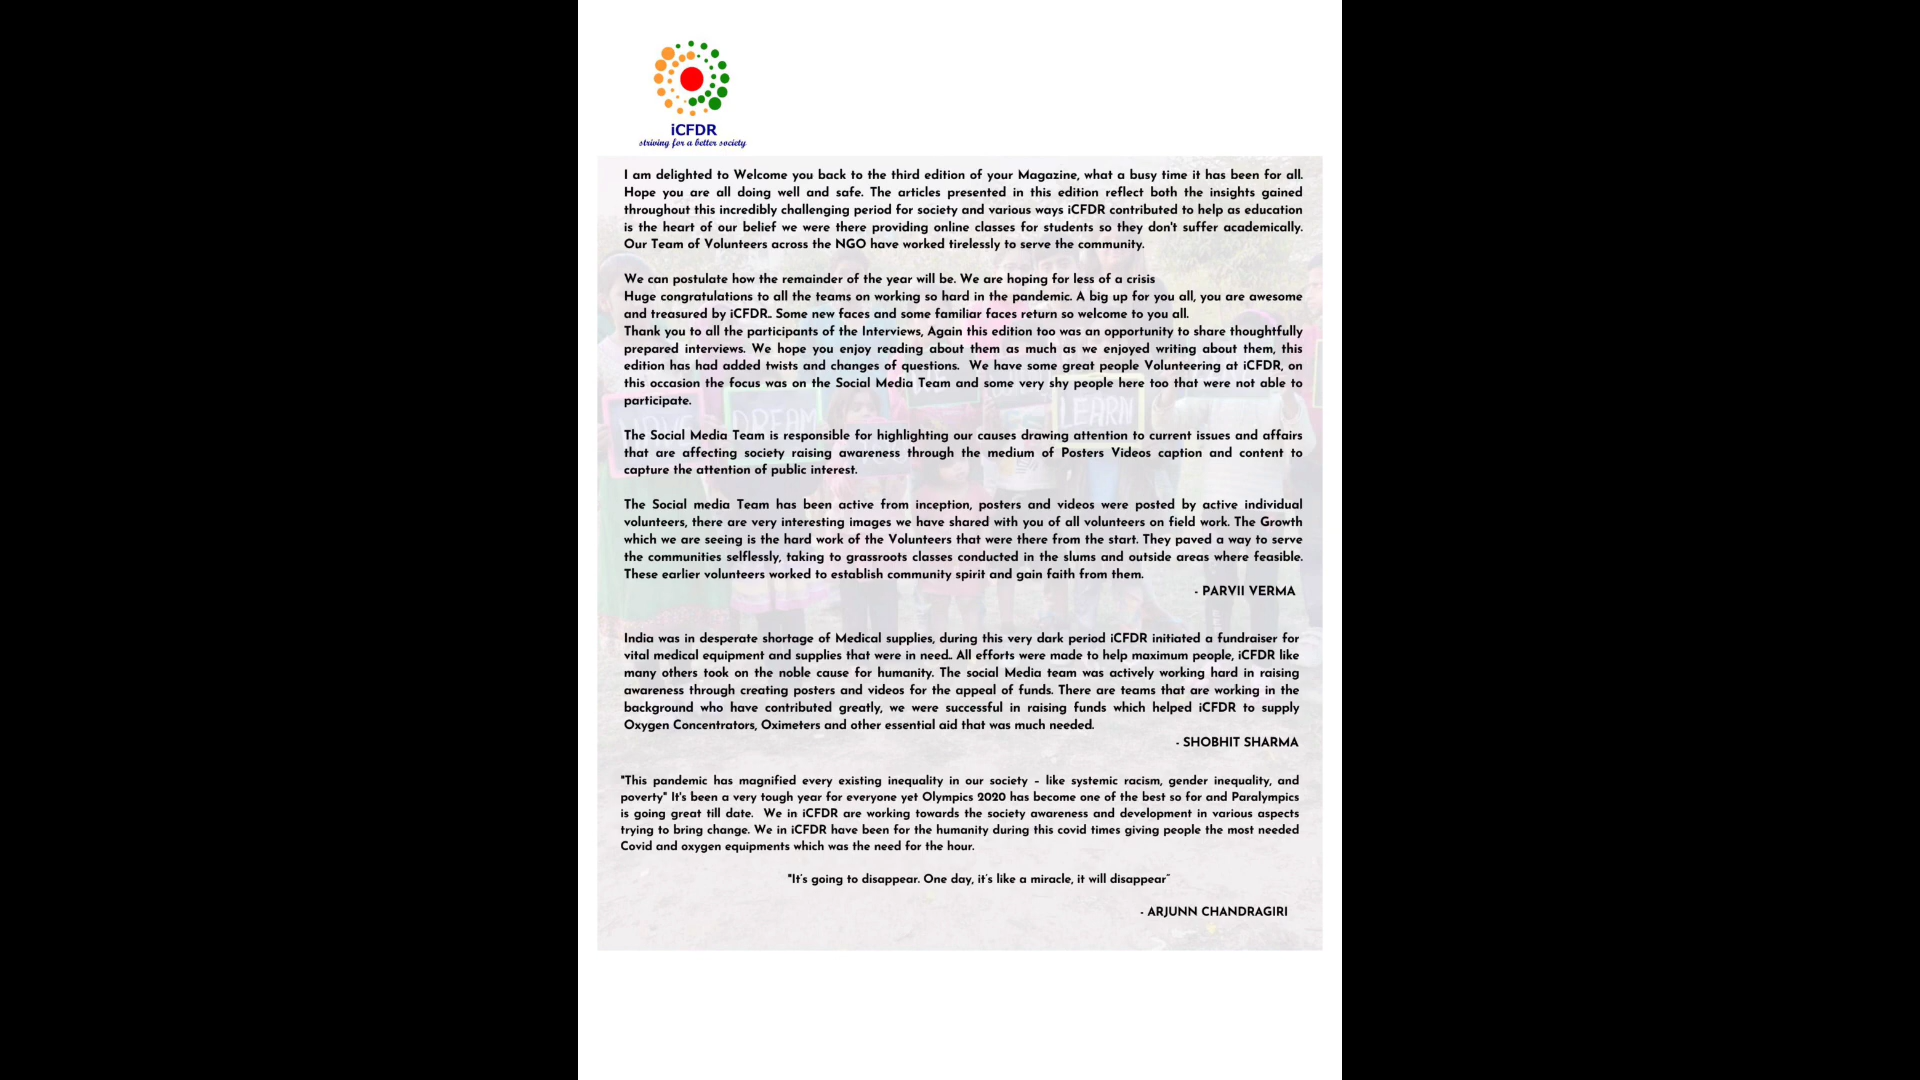 iCFDR
striving for a better society
I am delighted to Welcome you back to the third edition of your Magazine, what a busy time it has been for all.
Hope you are all doing well and safe. The articles presented in this edition reflect both the insights gained
throughout this incredibly challenging period for society and various ways iCFDR contributed to help as education
is the heart of our belief we were there providing online classes for students so they don't suffer academically.
Our Team of Volunteers across the NGO have worked tirelessly to serve the community.
We can postulate how the remainder of the year will be. We are hoping for less of a crisis
Huge congratulations to all the teams on working so hard in the pandemic. A big up for you all, you are awesome
and treasured by iCFDR.. Some new faces and some familiar faces return so welcome to you all.
Thank you to all the participants of the Interviews, Again this edition too was an opportunity to share thoughtfully
prepared interviews. We hope you enjoy reading about them as much as we enjoyed writing about them, this
edition has had added twists and changes of questions.  We have some great people Volunteering at iCFDR, on
this occasion the focus was on the Social Media Team and some very shy people here too that were not able to
participate.
DREAM
LEARN
The Social Media Team is responsible for highlighting our causes drawing attention to current issues and affairs
that are affecting society raising awareness through the medium of Posters Videos caption and content to
capture the attention of public interest.
The Social media Team has been active from inception, posters and videos were posted by active individual
volunteers, there are very interesting images we have shared with you of all volunteers on field work. The Growth
which we are seeing is the hard work of the Volunteers that were there from the start. They paved a way to serve
the communities selflessly, taking to grassroots classes conducted in the slums and outside areas where feasible.
These earlier volunteers worked to establish community spirit and gain faith from them.
- PARVII VERMA
India was in desperate shortage of Medical supplies, during this very dark period iCFDR initiated a fundraiser for
vital medical equipment and supplies that were in need.. All efforts were made to help maximum people, iCFDR like
many others took on the noble cause for humanity. The social Media team was actively working hard in raising
awareness through creating posters and videos for the appeal of funds. There are teams that are working in the
background who have contributed greatly, we were successful in raising funds which helped iCFDR to supply
Oxygen Concentrators, Oximeters and other essential aid that was much needed.
- SHOBHIT SHARMA
"This pandemic has magnified every existing inequality in our society – like systemic racism, gender inequality, and
poverty" It's been a very tough year for everyone yet Olympics 2020 has become one of the best so for and Paralympics
is going great till date.  We in iCFDR are working towards the society awareness and development in various aspects
trying to bring change. We in iCFDR have been for the humanity during this covid times giving people the most needed
Covid and oxygen equipments which was the need for the hour.
"It's going to disappear. One day, it's like a miracle, it will disappear"
- ARJUNN CHANDRAGIRI